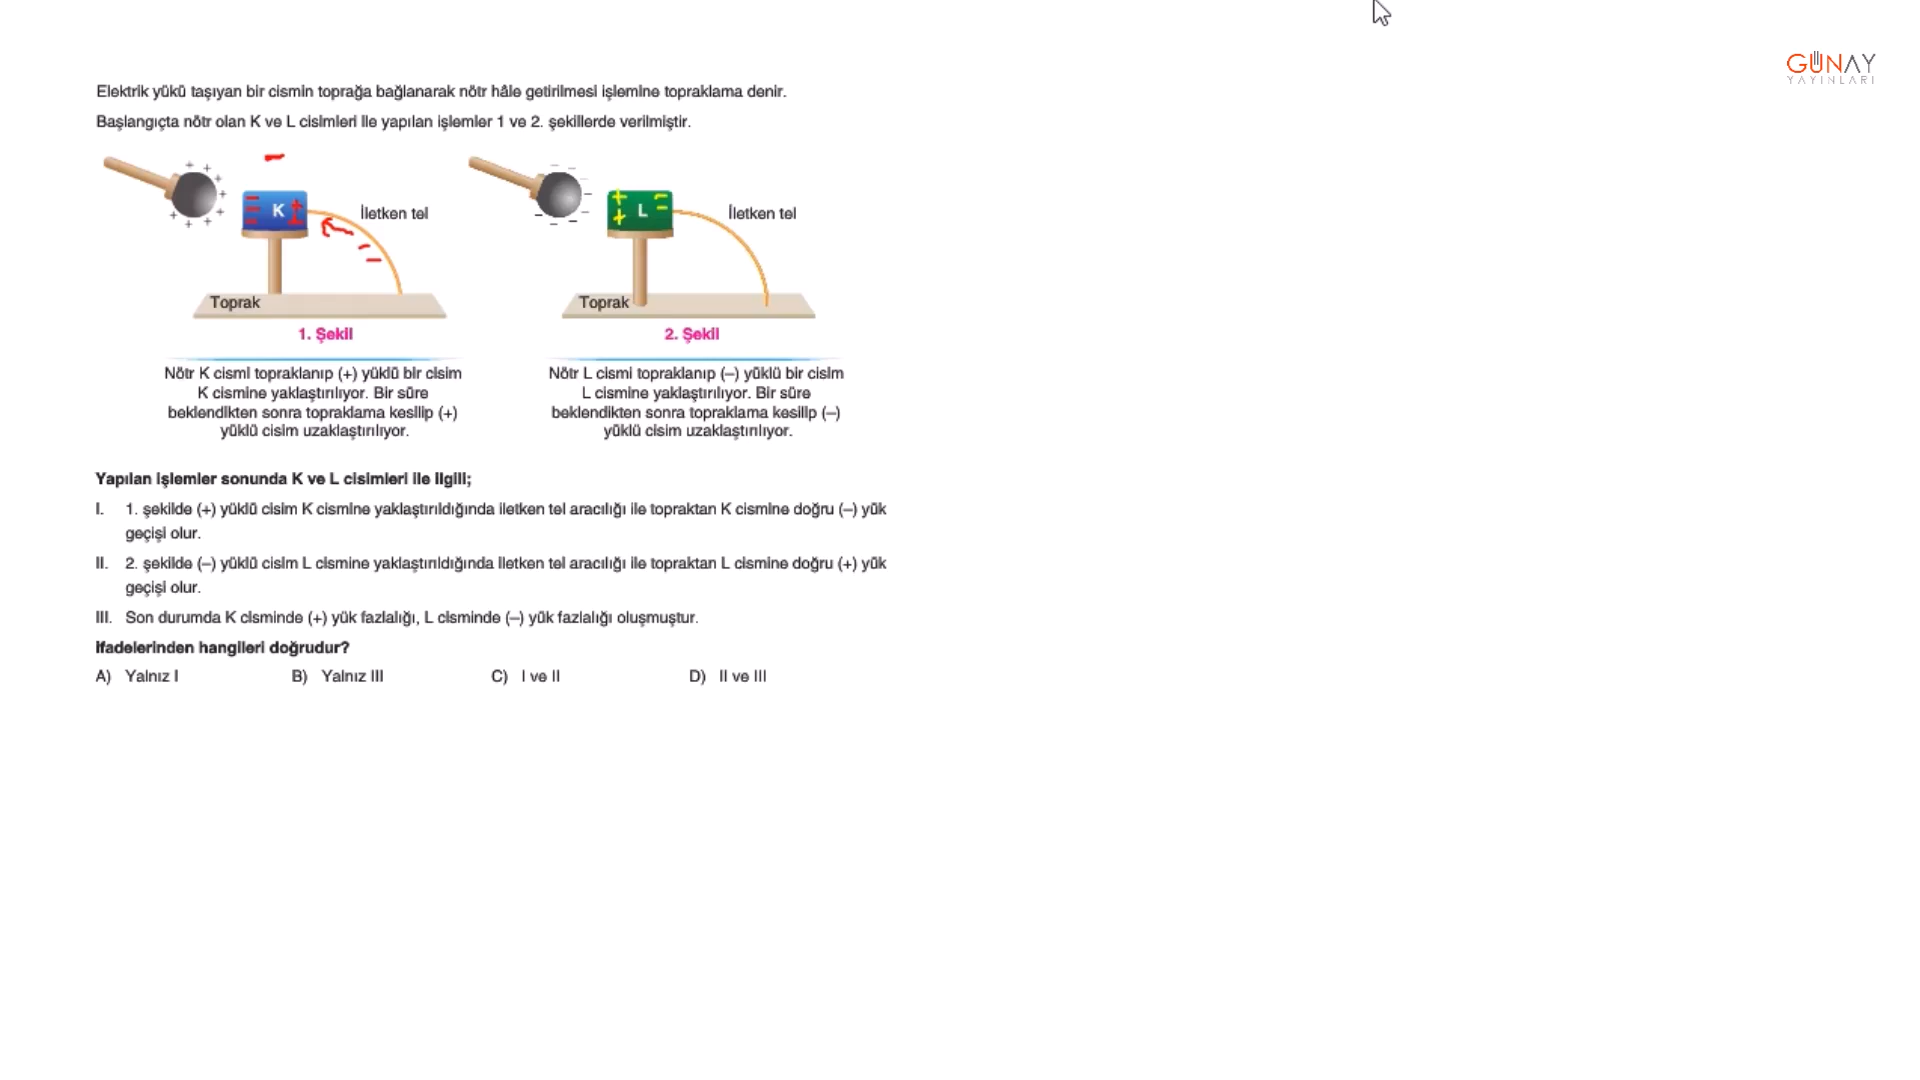 GÜNAY
YAYINLARI
Elektrik yükü taşıyan bir cismin toprağa bağlanarak nötr hâle getirilmesi işlemine topraklama denir.
Başlangıçta nötr olan K ve L cisimleri ile yapılan işlemler 1 ve 2. şekillerde verilmiştir.
K
İletken tel
Toprak
1. Şekil
L
İletken tel
Toprak
2. Şekil
Nötr K cismi topraklanıp (+) yüklü bir cisim
K cismine yaklaştırılıyor. Bir süre
beklendikten sonra topraklama kesilip (+)
yüklü cisim uzaklaştırılıyor.
Nötr L cismi topraklanıp (–) yüklü bir cisim
L cismine yaklaştırılıyor. Bir süre
beklendikten sonra topraklama kesilip (–)
yüklü cisim uzaklaştırılıyor.
Yapılan işlemler sonunda K ve L cisimleri ile ilgili;
I. 1. şekilde (+) yüklü cisim K cismine yaklaştırıldığında iletken tel aracılığı ile topraktan K cismine doğru (–) yük
geçişi olur.
II. 2. şekilde (–) yüklü cisim L cismine yaklaştırıldığında iletken tel aracılığı ile topraktan L cismine doğru (+) yük
geçişi olur.
III. Son durumda K cisminde (+) yük fazlalığı, L cisminde (–) yük fazlalığı oluşmuştur.
ifadelerinden hangileri doğrudur?
A) Yalnız I B) Yalnız III C) I ve II D) II ve III